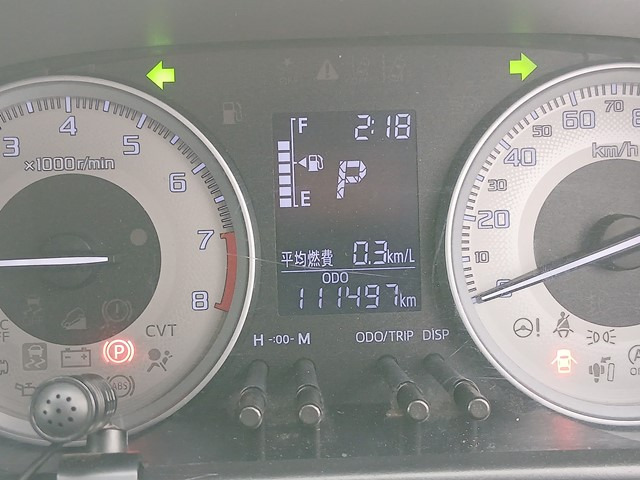 3
4
5
6
7
8
×1000r/min
CVT
P
ABS
F
2:18
P
E
平均燃費 0.3km/L
ODO
111497km
H -:00- M
ODO/TRIP DISP
70
60
50
40
30
20
10
km/h